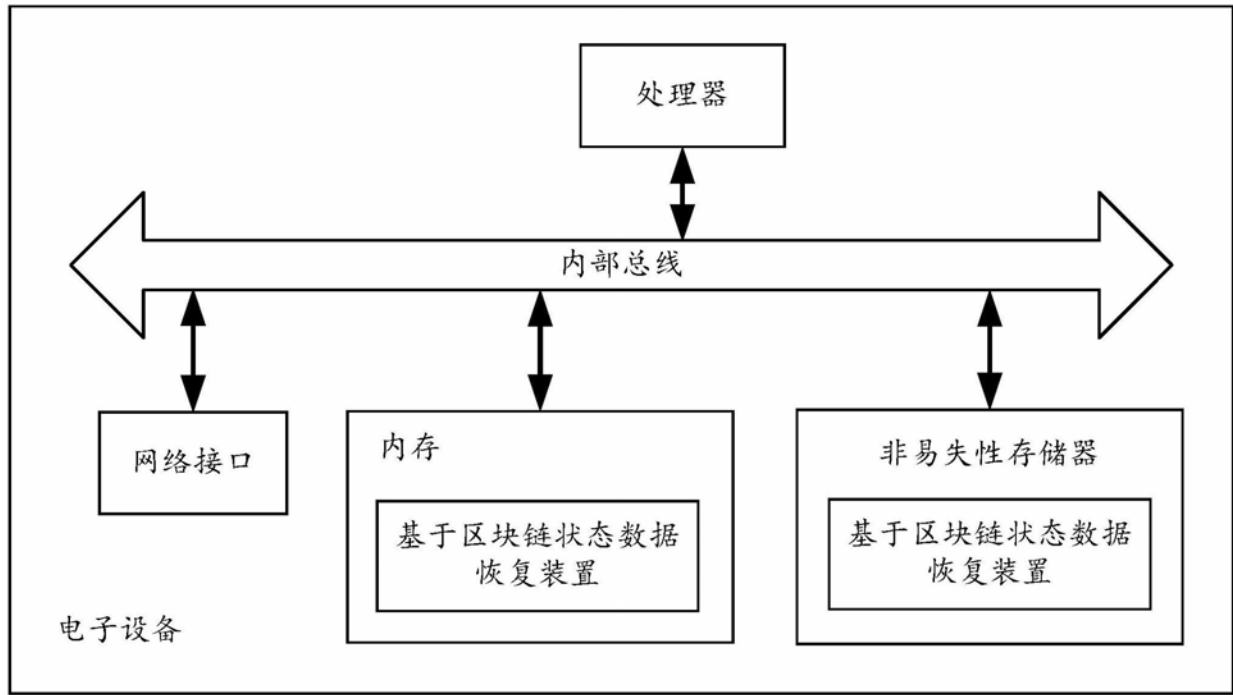 处理器
内部总线
网络接口
内存
基于区块链状态数据
恢复装置
非易失性存储器
基于区块链状态数据
恢复装置
电子设备